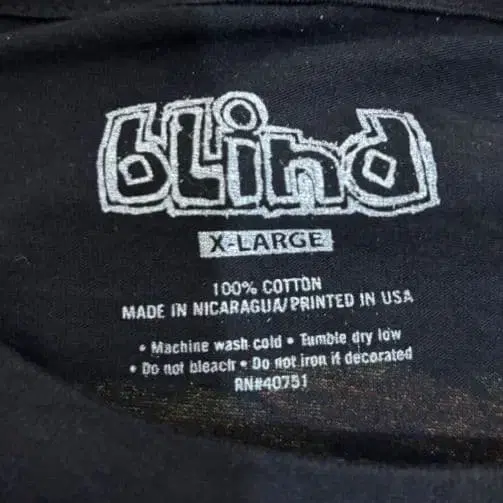 blind
X-LARGE
100% COTTON
MADE IN NICARAGUA/PRINTED IN USA
• Machine wash cold • Tumble dry low
• Do not bleach • Do not iron if decorated
RN#40751